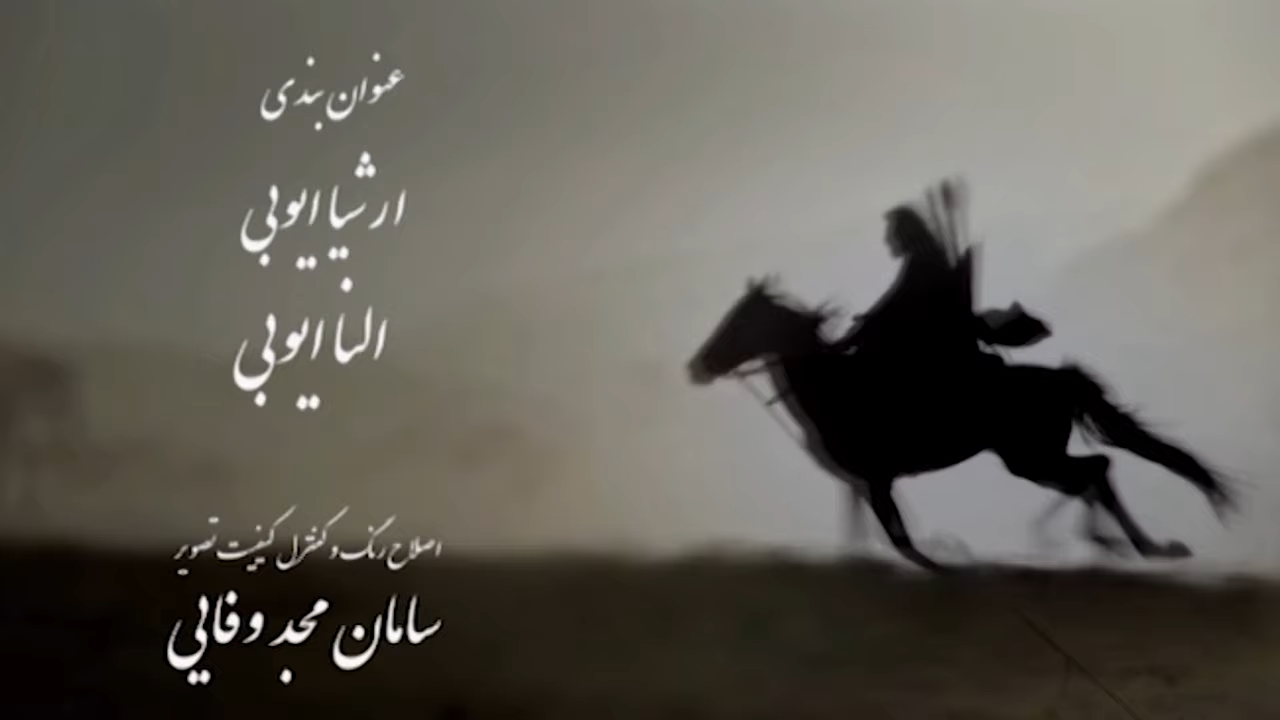 عنوان بندی
ارشیا ایوبی
النا ایوبی
اصلاح رنگ و کنترل کیفیت تصویر
سامان مجد وفایی